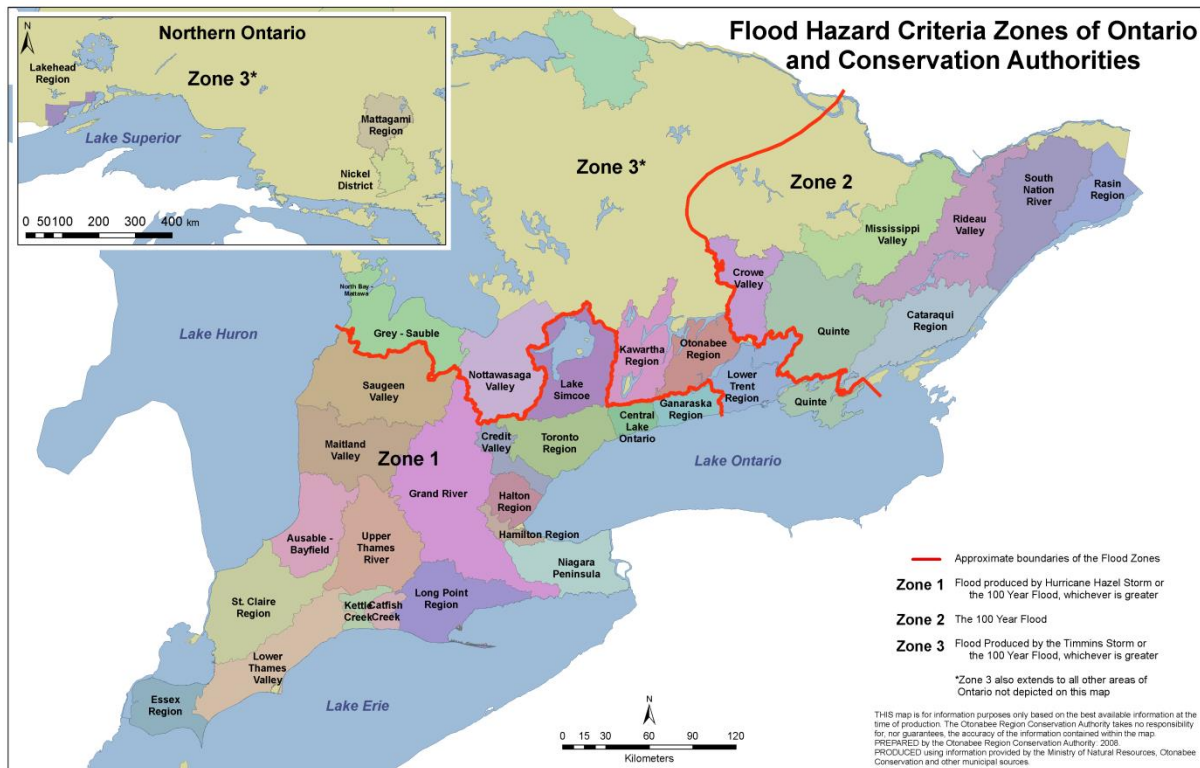 Flood Hazard Criteria Zones of Ontario
and Conservation Authorities
N
Northern Ontario
Lakehead
Region
Zone 3*
Mattagami
Region
Lake Superior
Nickel
District
0 50 100 200 300 400 km
Zone 3*
Zone 2
Mississippi
Valley
Rideau
Valley
South
Nation
River
Rasin
Region
Crowe
Valley
North Bay -
Mattawa
Lake Huron
Grey - Sauble
Quinte
Cataraqui
Region
Kawartha
Region
Otonabee
Region
Nottawasaga
Valley
Lake
Simcoe
Lower
Trent
Region
Saugeen
Valley
Quinte
Ganaraska
Region
Central
Lake
Ontario
Credit
Valley
Toronto
Region
Maitland
Valley
Zone 1
Lake Ontario
Grand River
Halton
Region
Hamilton Region
Ausable -
Bayfield
Upper
Thames
River
Niagara
Peninsula
St. Claire
Region
Kettle
Creek
Catfish
Creek
Long Point
Region
Lower
Thames
Valley
Essex
Region
Lake Erie
N
0 15 30 60 90 120
Kilometers
Approximate boundaries of the Flood Zones
Zone 1 Flood produced by Hurricane Hazel Storm or
the 100 Year Flood, whichever is greater
Zone 2 The 100 Year Flood
Zone 3 Flood Produced by the Timmins Storm or
the 100 Year Flood, whichever is greater
*Zone 3 also extends to all other areas of
Ontario not depicted on this map
THIS map is for information purposes only based on the best available information at the
time of production. The Otonabee Region Conservation Authority takes no responsibility
for, nor guarantees, the accuracy of the information contained within the map.
PREPARED by the Otonabee Region Conservation Authority. 2008.
PRODUCED using information provided by the Ministry of Natural Resources, Otonabee
Conservation and other municipal sources.